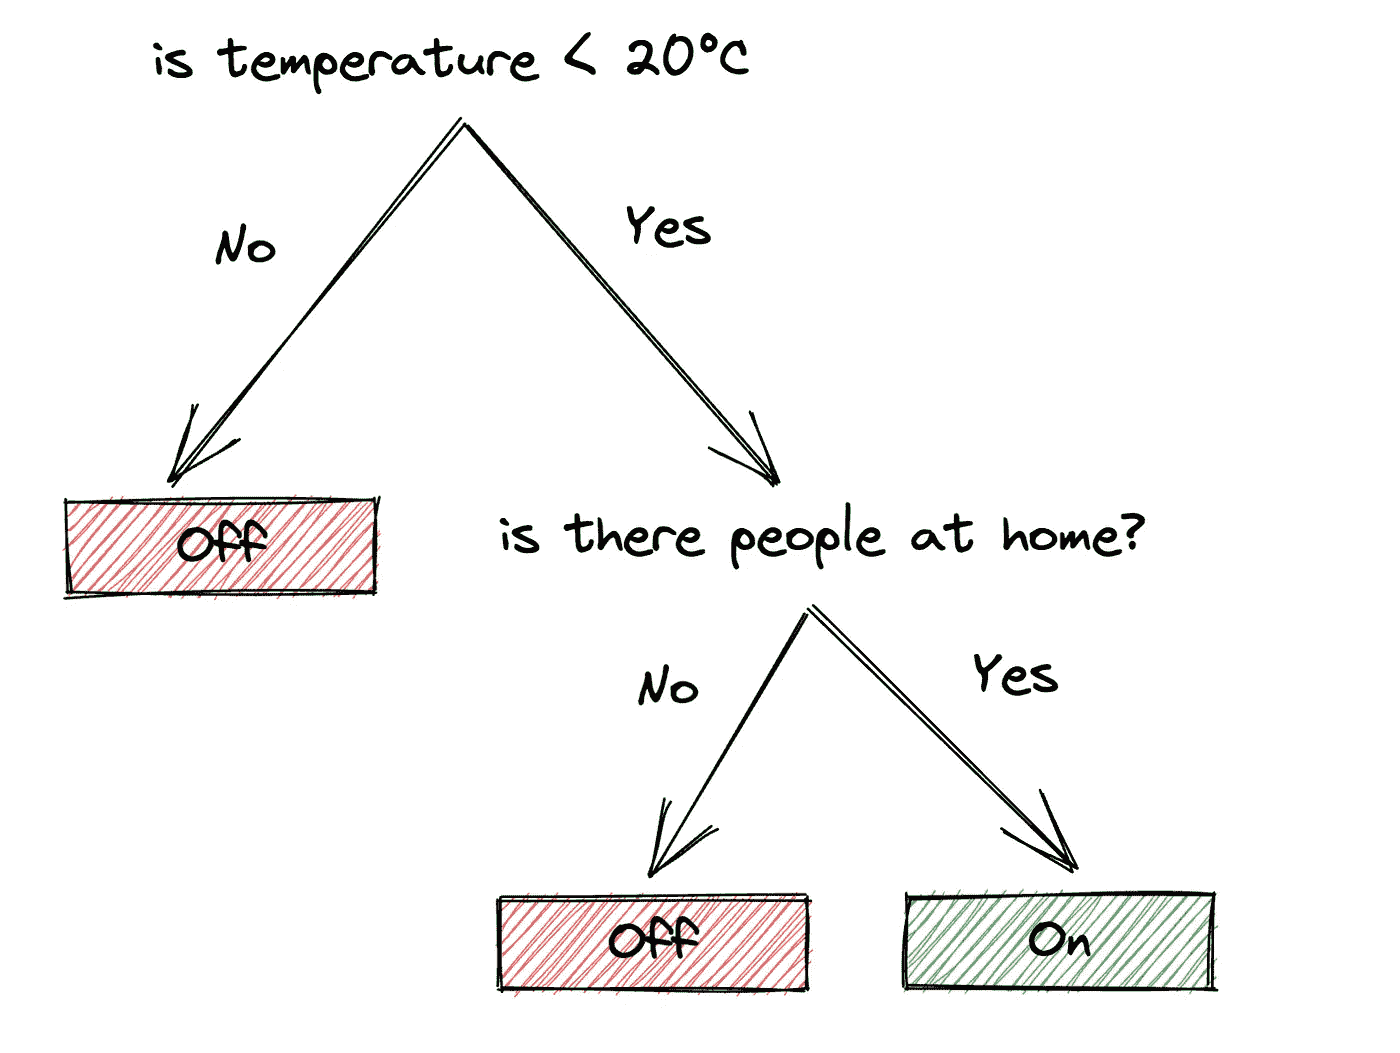 is temperature < 20°C
No
Yes
Off
is there people at home?
No
Yes
Off
On